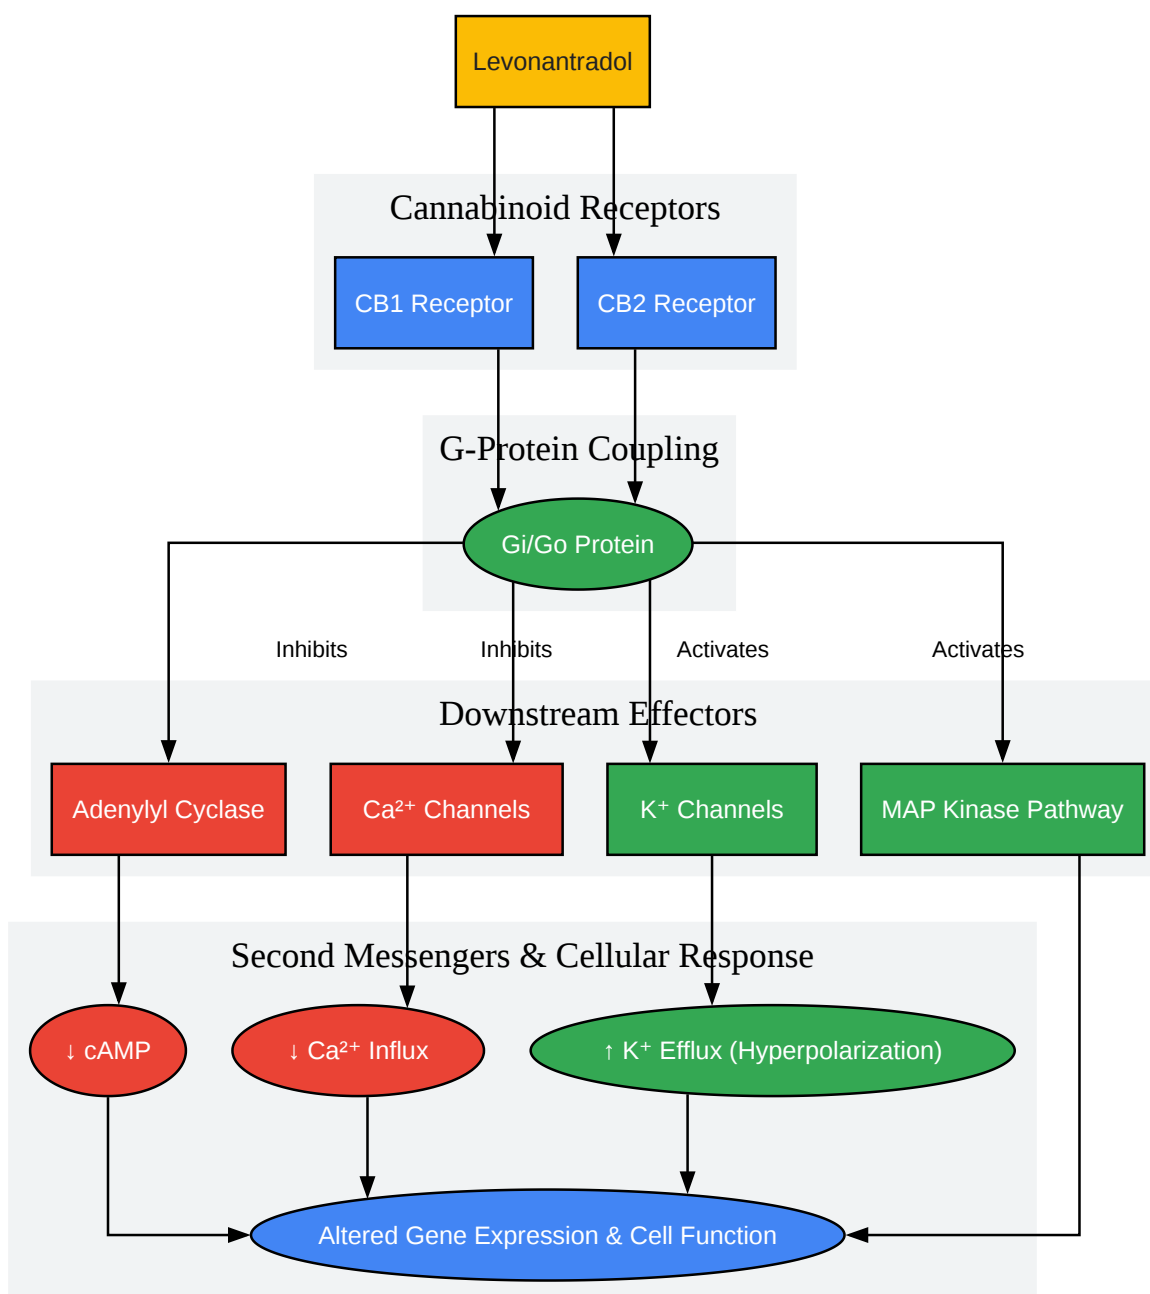 Levonantradol
Cannabinoid Receptors
CB1 Receptor
CB2 Receptor
G-Protein Coupling
Gi/Go Protein
Inhibits
Inhibits
Activates
Activates
Downstream Effectors
Adenylyl Cyclase
Ca²⁺ Channels
K⁺ Channels
MAP Kinase Pathway
Second Messengers & Cellular Response
↓ cAMP
↓ Ca²⁺ Influx
↑ K⁺ Efflux (Hyperpolarization)
Altered Gene Expression & Cell Function